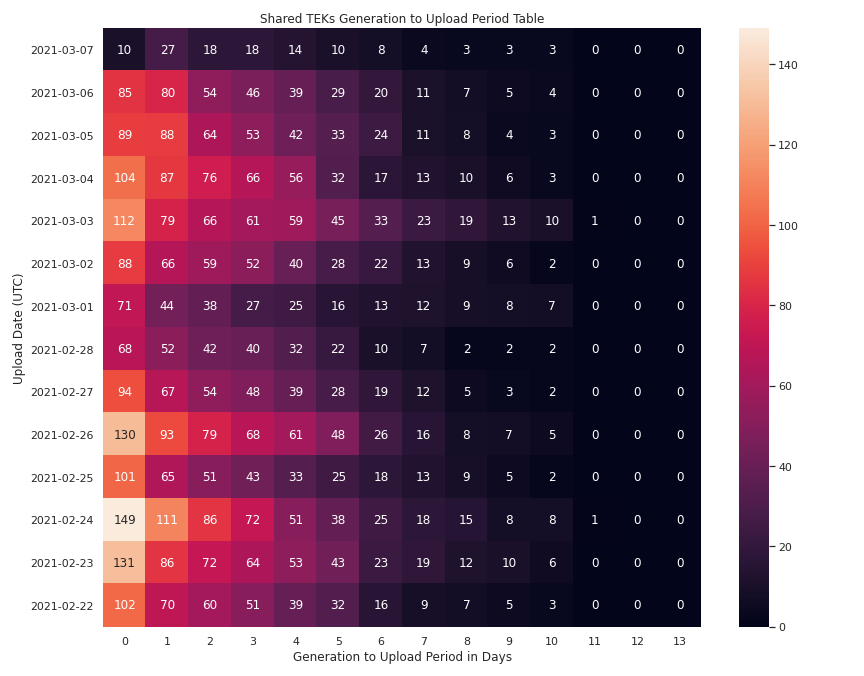 Shared TEKs Generation to Upload Period Table
2021-03-07 10 27 18 18 14 10 8 4 3 3 3 0 0 0
2021-03-06 85 80 54 46 39 29 20 11 7 5 4 0 0 0
2021-03-05 89 88 64 53 42 33 24 11 8 4 3 0 0 0
2021-03-04 104 87 76 66 56 32 17 13 10 6 3 0 0 0
2021-03-03 112 79 66 61 59 45 33 23 19 13 10 1 0 0
2021-03-02 88 66 59 52 40 28 22 13 9 6 2 0 0 0
2021-03-01 71 44 38 27 25 16 13 12 9 8 7 0 0 0
2021-02-28 68 52 42 40 32 22 10 7 2 2 2 0 0 0
2021-02-27 94 67 54 48 39 28 19 12 5 3 2 0 0 0
2021-02-26 130 93 79 68 61 48 26 16 8 7 5 0 0 0
2021-02-25 101 65 51 43 33 25 18 13 9 5 2 0 0 0
2021-02-24 149 111 86 72 51 38 25 18 15 8 8 1 0 0
2021-02-23 131 86 72 64 53 43 23 19 12 10 6 0 0 0
2021-02-22 102 70 60 51 39 32 16 9 7 5 3 0 0 0
0 1 2 3 4 5 6 7 8 9 10 11 12 13
Generation to Upload Period in Days
Upload Date (UTC)
140
120
100
80
60
40
20
0